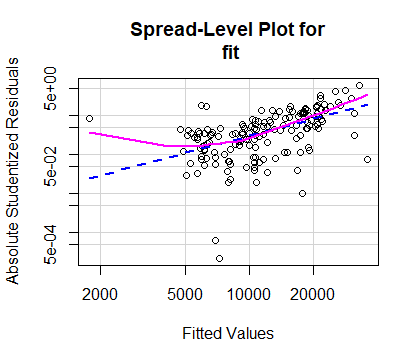 Spread-Level Plot for
fit
Absolute Studentized Residuals
5e+00
5e-02
5e-04
2000 5000 10000 20000
Fitted Values